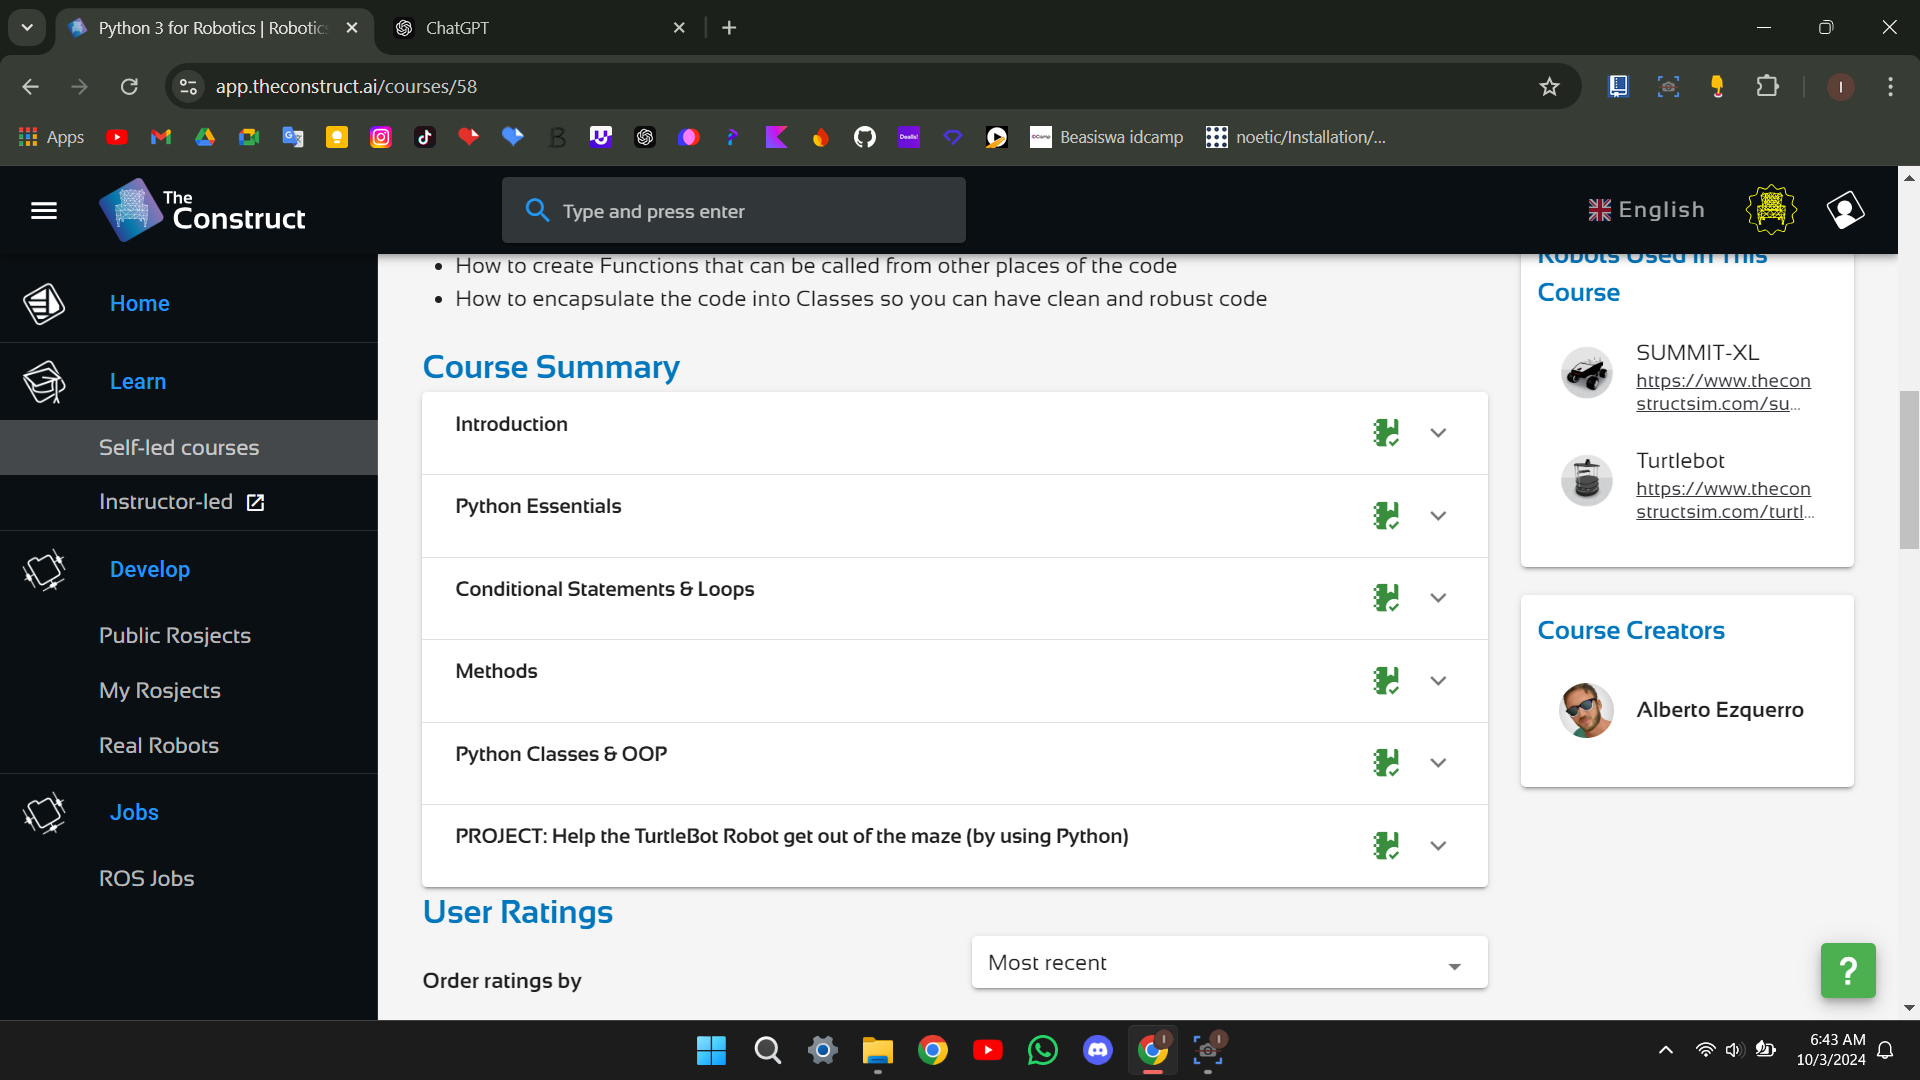 Python 3 for Robotics | Robotic
ChatGPT
app.theconstruct.ai/courses/58
I
Apps
Beasiswa idcamp
noetic/Installation/...
The
Construct
Type and press enter
English
Home
Learn
Self-led courses
Instructor-led
Develop
Public Rosjects
My Rosjects
Real Robots
Jobs
ROS Jobs
How to create Functions that can be called from other places of the code
How to encapsulate the code into Classes so you can have clean and robust code
Course Summary
Introduction
Python Essentials
Conditional Statements & Loops
Methods
Python Classes & OOP
PROJECT: Help the TurtleBot Robot get out of the maze (by using Python)
User Ratings
Order ratings by
Most recent
Robots Used in This
Course
SUMMIT-XL
https://www.thecon
structsim.com/su...
Turtlebot
https://www.thecon
structsim.com/turtl...
Course Creators
Alberto Ezquerro
?
6:43 AM
10/3/2024